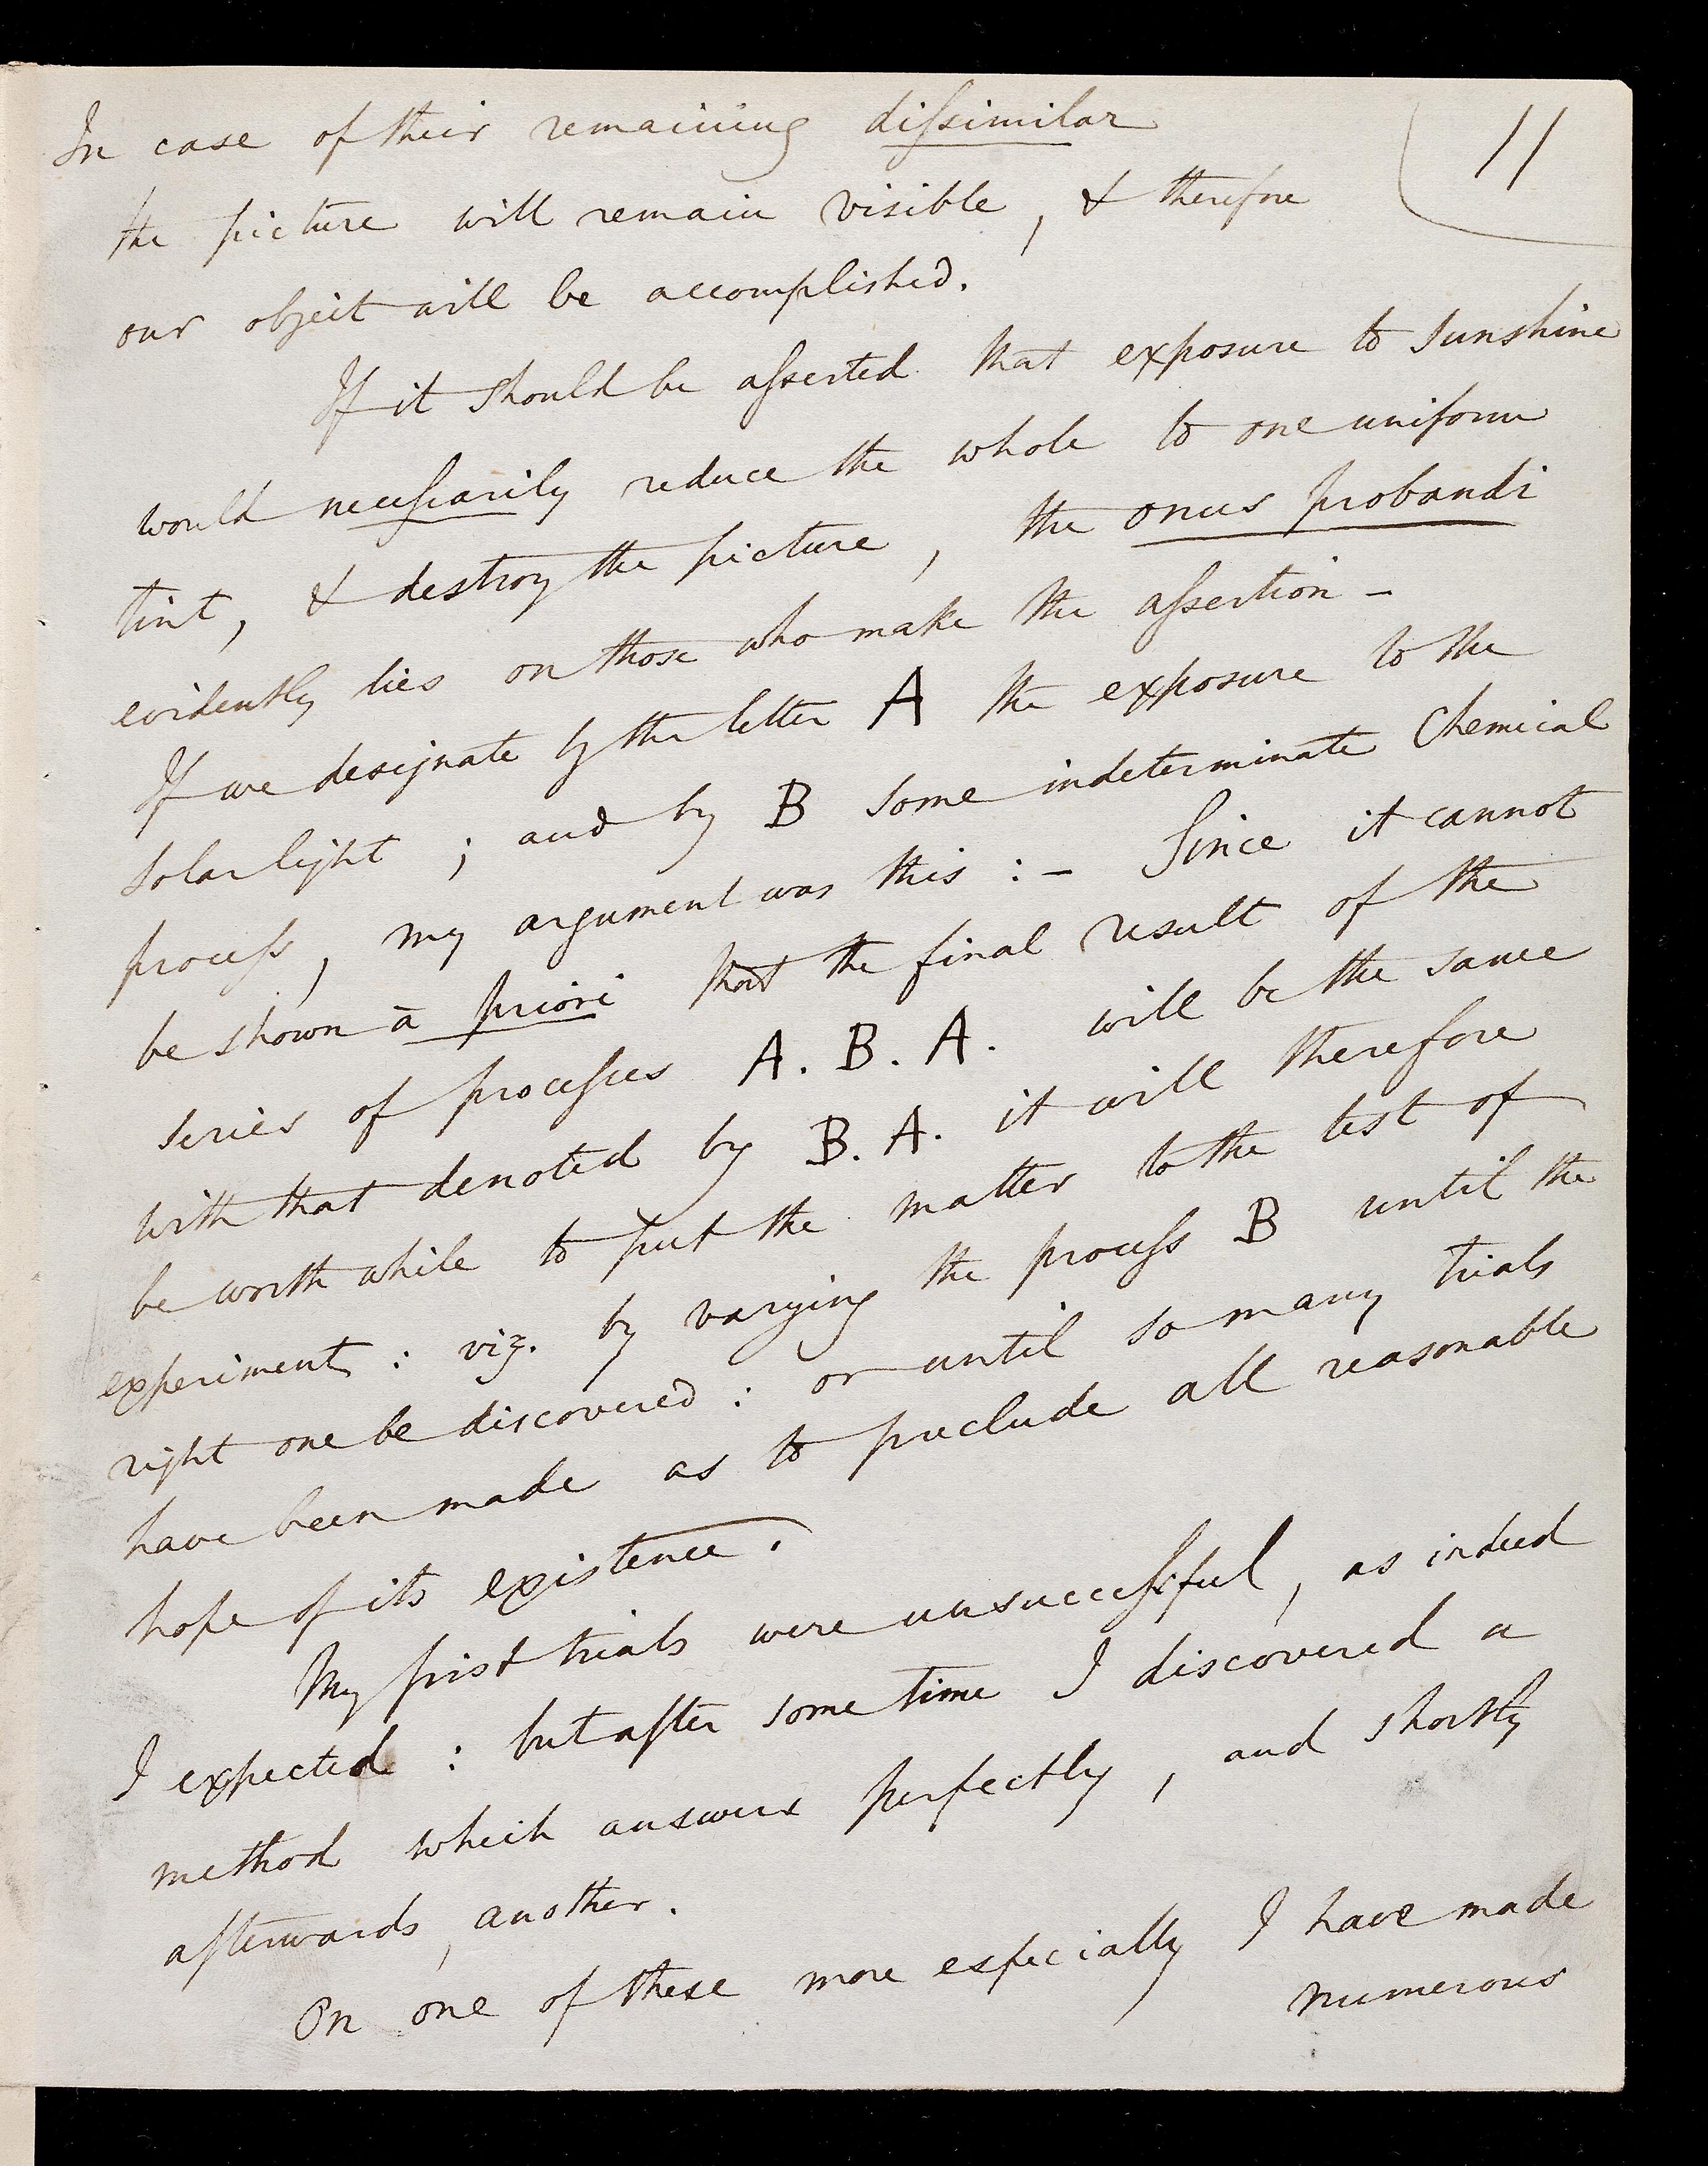 11
In case of their remaining dissimilar
the picture will remain visible, & therefore
our object will be accomplished.
If it should be asserted that exposure to sunshine
would necessarily reduce the whole to one uniform
tint, & destroy the picture, the onus probandi
evidently lies on those who make the assertion -
If we designate by the letter A the exposure to the
solar light ; and by B some indeterminate Chemical
process, my argument was this :- Since it cannot
be shown à priori that the final result of the
series of processes A. B. A. will be the same
with that denoted by B. A. it will therefore
be worth while to put the matter to the test of
experiment : viz. by varying the process B until the
right one be discovered : or until so many trials
have been made as to preclude all reasonable
hope of its existence.
My first trials were unsuccessful, as indeed
I expected : but after some time I discovered a
method which answers perfectly, and shortly
afterwards, another.
On one of these more especially I have made
numerous